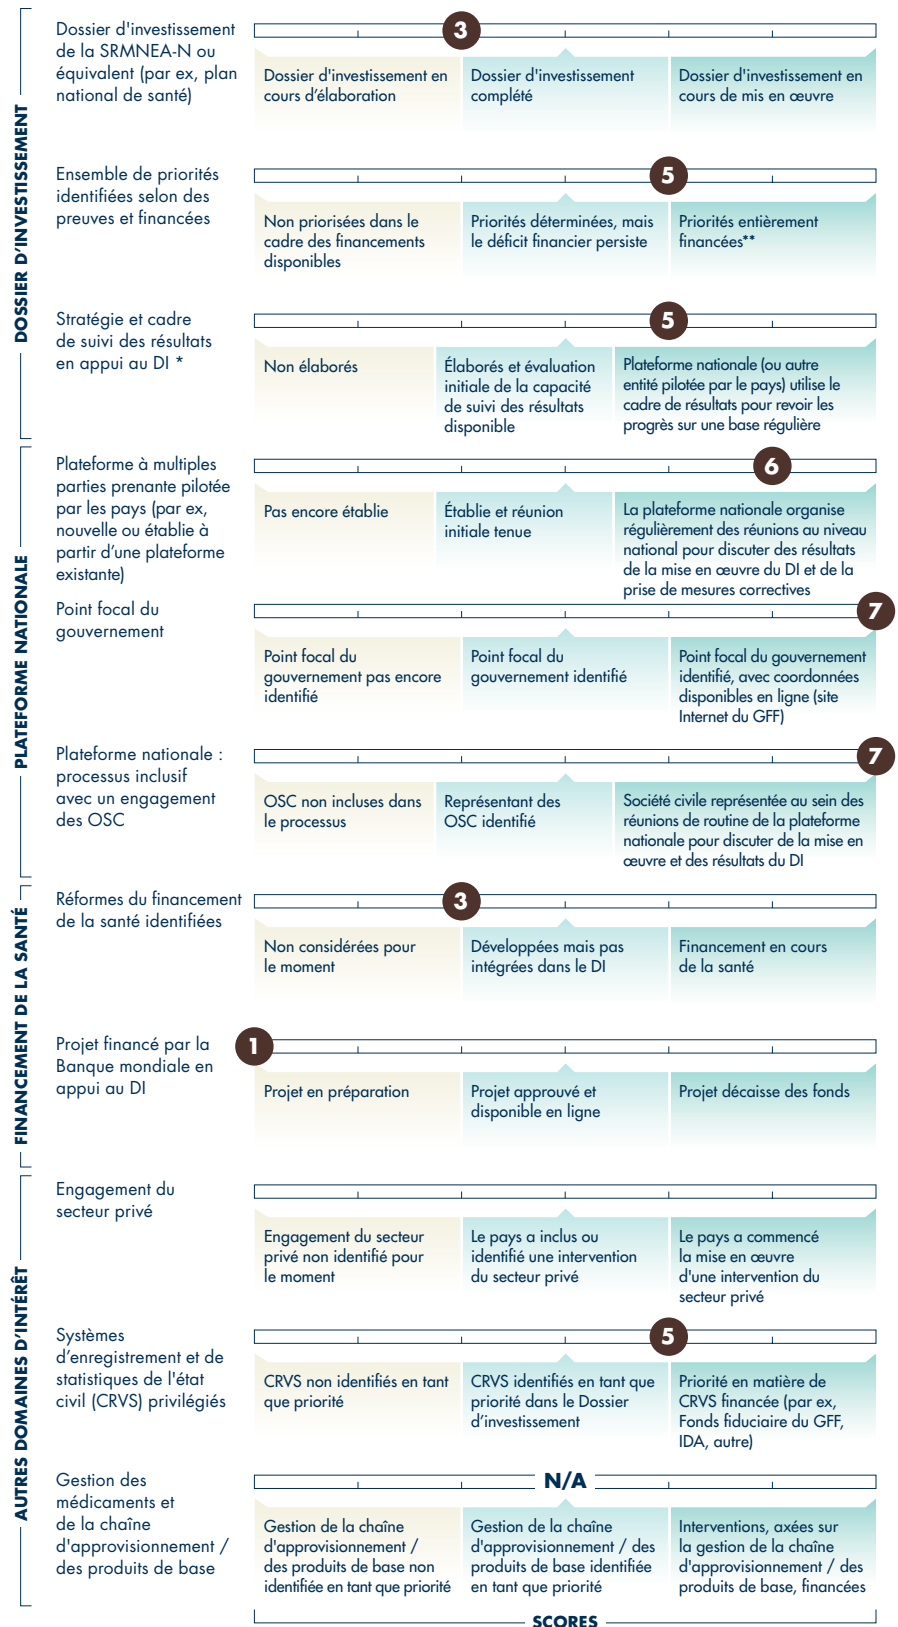 DOSSIER D'INVESTISSEMENT
Dossier d'investissement
de la SRMNEA-N ou
équivalent (par ex, plan
national de santé)
3
Dossier d'investissement en
cours d’élaboration
Dossier d'investissement
complété
Dossier d'investissement en
cours de mis en œuvre
Ensemble de priorités
identifiées selon des
preuves et financées
5
Non priorisées dans le
cadre des financements
disponibles
Priorités déterminées, mais
le déficit financier persiste
Priorités entièrement
financées**
Stratégie et cadre
de suivi des résultats
en appui au DI *
5
Non élaborés
Élaborés et évaluation
initiale de la capacité
de suivi des résultats
disponible
Plateforme nationale (ou autre
entité pilotée par le pays) utilise le
cadre de résultats pour revoir les
progrès sur une base régulière
PLATEFORME NATIONALE
Plateforme à multiples
parties prenante pilotée
par les pays (par ex,
nouvelle ou établie à
partir d’une plateforme
existante)
6
Pas encore établie
Établie et réunion
initiale tenue
La plateforme nationale organise
régulièrement des réunions au niveau
national pour discuter des résultats
de la mise en œuvre du DI et de la
prise de mesures correctives
Point focal du
gouvernement
7
Point focal du
gouvernement pas encore
identifié
Point focal du
gouvernement identifié
Point focal du gouvernement
identifié, avec coordonnées
disponibles en ligne (site
Internet du GFF)
Plateforme nationale :
processus inclusif
avec un engagement
des OSC
7
OSC non incluses dans
le processus
Représentant des
OSC identifié
Société civile représentée au sein des
réunions de routine de la plateforme
nationale pour discuter de la mise en
œuvre et des résultats du DI
FINANCEMENT DE LA SANTÉ
Réformes du financement
de la santé identifiées
3
Non considérées pour
le moment
Développées mais pas
intégrées dans le DI
Financement en cours
de la santé
Projet financé par la
Banque mondiale en
appui au DI
1
Projet en préparation
Projet approuvé et
disponible en ligne
Projet décaisse des fonds
AUTRES DOMAINES D’INTÉRÊT
Engagement du
secteur privé
Engagement du secteur
privé non identifié pour
le moment
Le pays a inclus ou
identifié une intervention
du secteur privé
Le pays a commencé
la mise en œuvre
d'une intervention du
secteur privé
Systèmes
d’enregistrement et de
statistiques de l'état
civil (CRVS) privilégiés
5
CRVS non identifiés en tant
que priorité
CRVS identifiés en tant que
priorité dans le Dossier
d’investissement
Priorité en matière de
CRVS financée (par ex,
Fonds fiduciaire du GFF,
IDA, autre)
Gestion des
médicaments et
de la chaîne
d'approvisionnement /
des produits de base
N/A
Gestion de la chaîne
d'approvisionnement /
des produits de base non
identifiée en tant que priorité
Gestion de la chaîne
d'approvisionnement / des
produits de base identifiée
en tant que priorité
Interventions, axées sur
la gestion de la chaîne
d'approvisionnement / des
produits de base, financées
SCORES